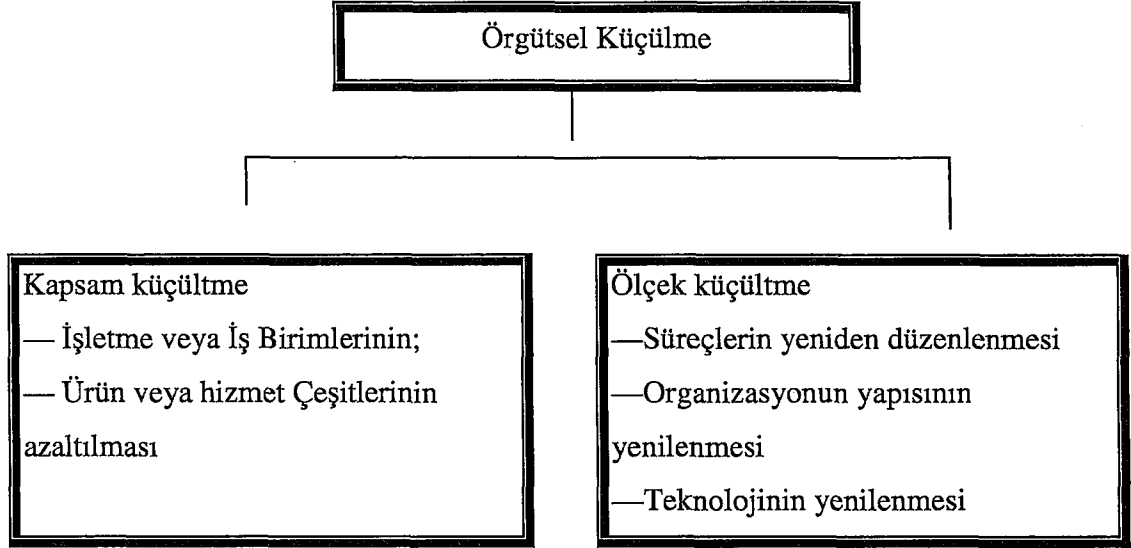 Örgütsel Küçülme
Kapsam küçültme
— İşletme veya İş Birimlerinin;
— Ürün veya hizmet Çeşitlerinin
azaltılması
Ölçek küçültme
—Süreçlerin yeniden düzenlenmesi
—Organizasyonun yapısının
yenilenmesi
—Teknolojinin yenilenmesi